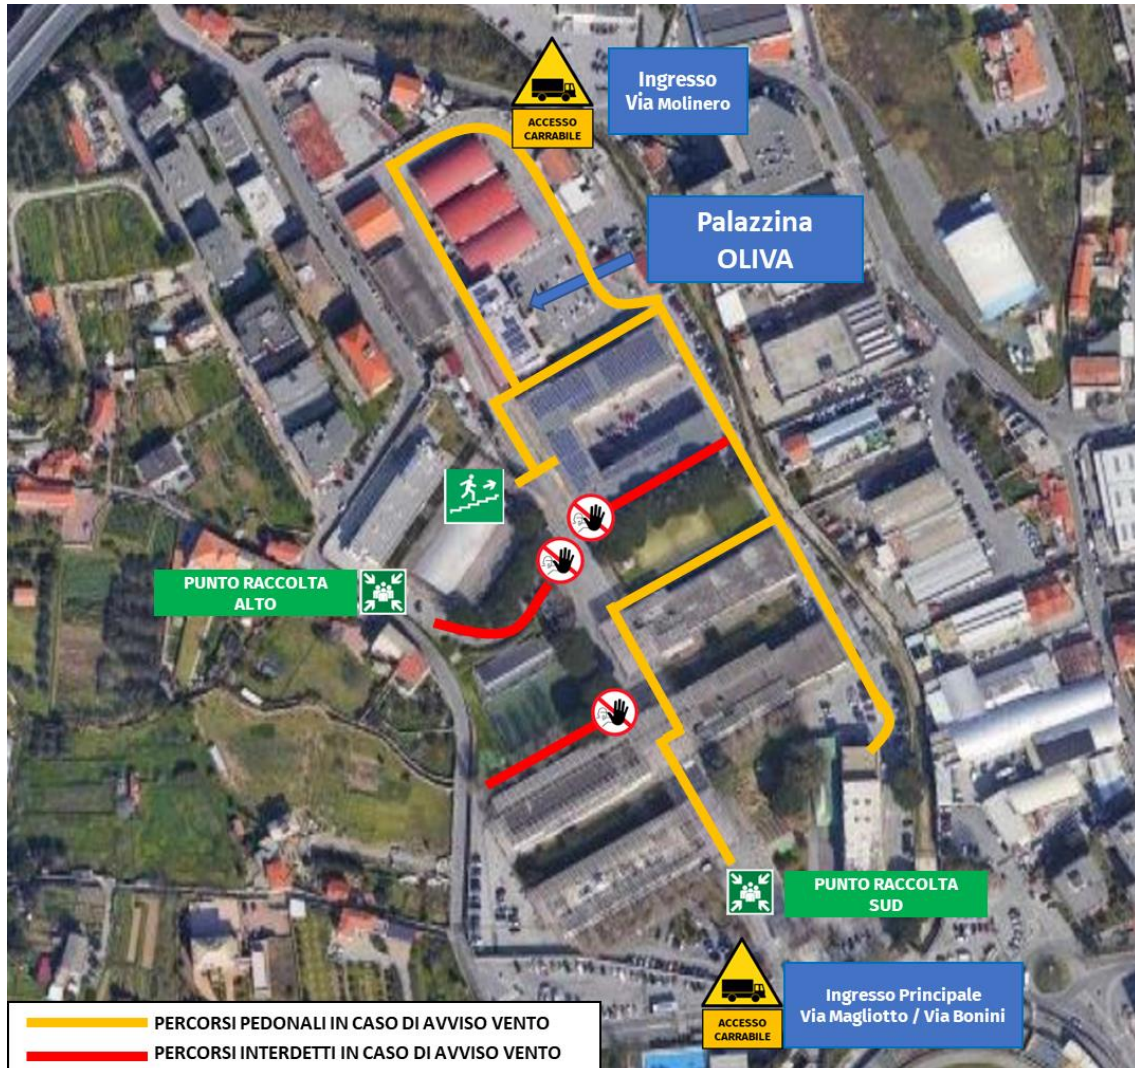 ACCESSO
CARRABILE
Ingresso
Via Molinero
Palazzina
OLIVA
PUNTO RACCOLTA
ALTO
PUNTO RACCOLTA
SUD
ACCESSO
CARRABILE
Ingresso Principale
Via Magliotto / Via Bonini
PERCORSI PEDONALI IN CASO DI AVVISO VENTO
PERCORSI INTERDETTI IN CASO DI AVVISO VENTO